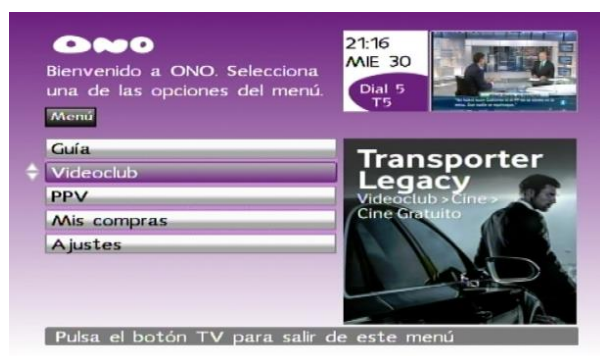 ONO
Bienvenido a ONO. Selecciona
una de las opciones del menú.
Menú
21:16
MIE 30
Dial 5
T5
Guía
Videoclub
PPV
Mis compras
Ajustes
Transporter
Legacy
Videoclub > Cine >
Cine Gratuito
Pulsa el botón TV para salir de este menú